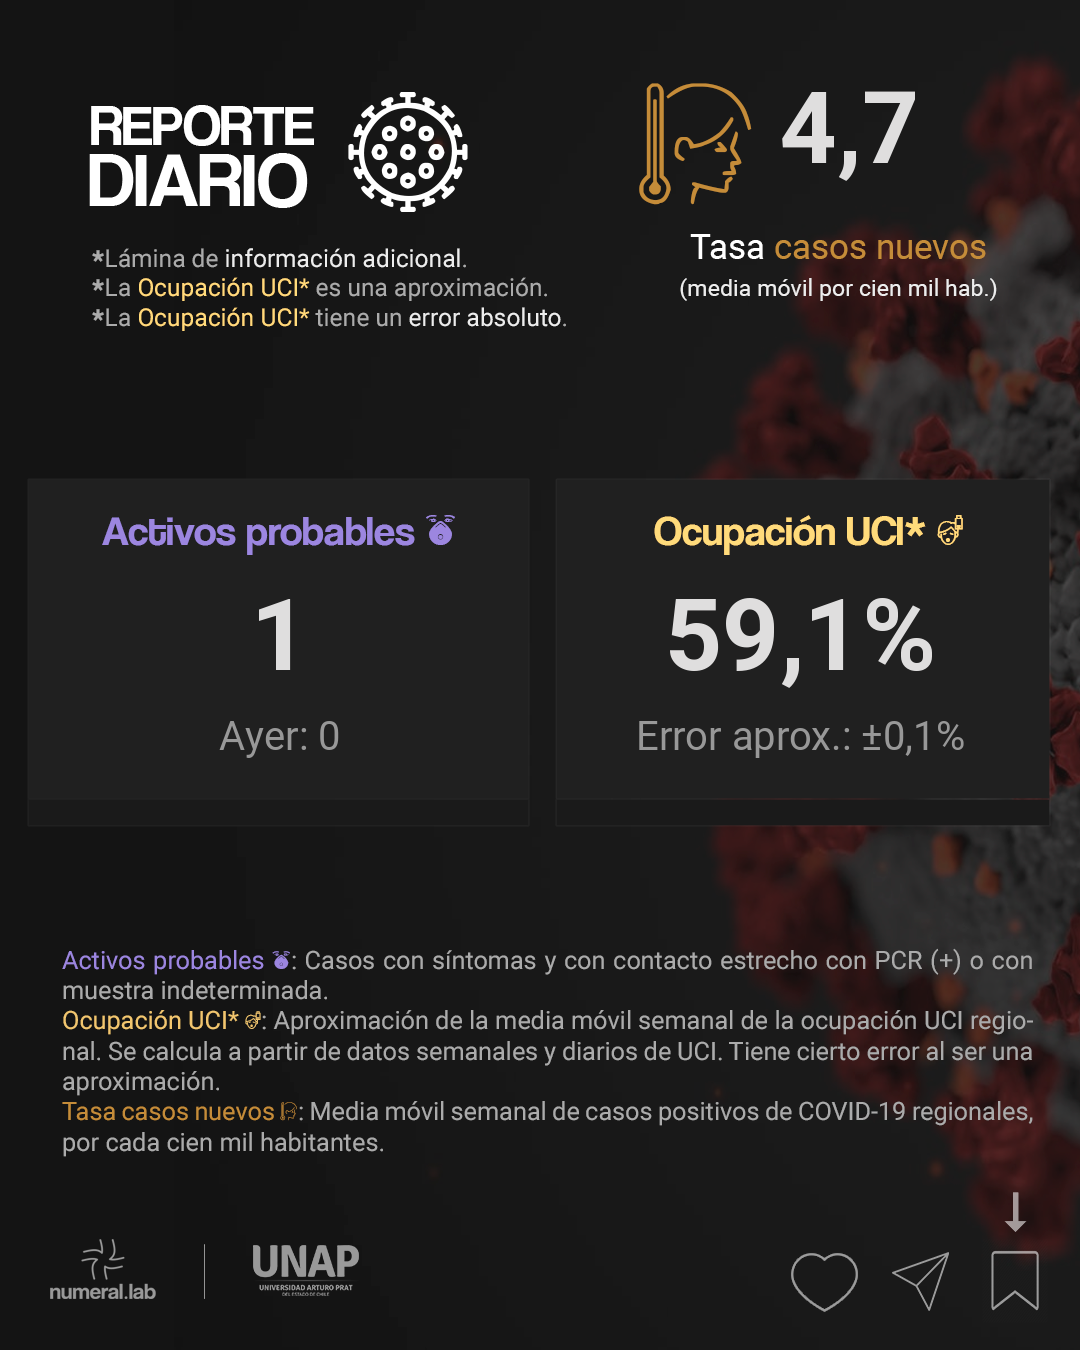 REPORTE
DIARIO
*Lámina de información adicional.
*La Ocupación UCI* es una aproximación.
*La Ocupación UCI* tiene un error absoluto.
4,7
Tasa casos nuevos
(media móvil por cien mil hab.)
Activos probables
1
Ayer: 0
Ocupación UCI*
59,1%
Error aprox.: ±0,1%
Activos probables : Casos con síntomas y con contacto estrecho con PCR (+) o con
muestra indeterminada.
Ocupación UCI* : Aproximación de la media móvil semanal de la ocupación UCI regio-
nal. Se calcula a partir de datos semanales y diarios de UCI. Tiene cierto error al ser una
aproximación.
Tasa casos nuevos : Media móvil semanal de casos positivos de COVID-19 regionales,
por cada cien mil habitantes.
numeral.lab
UNAP
UNIVERSIDAD ARTURO PRAT
DEL ESTADO DE CHILE